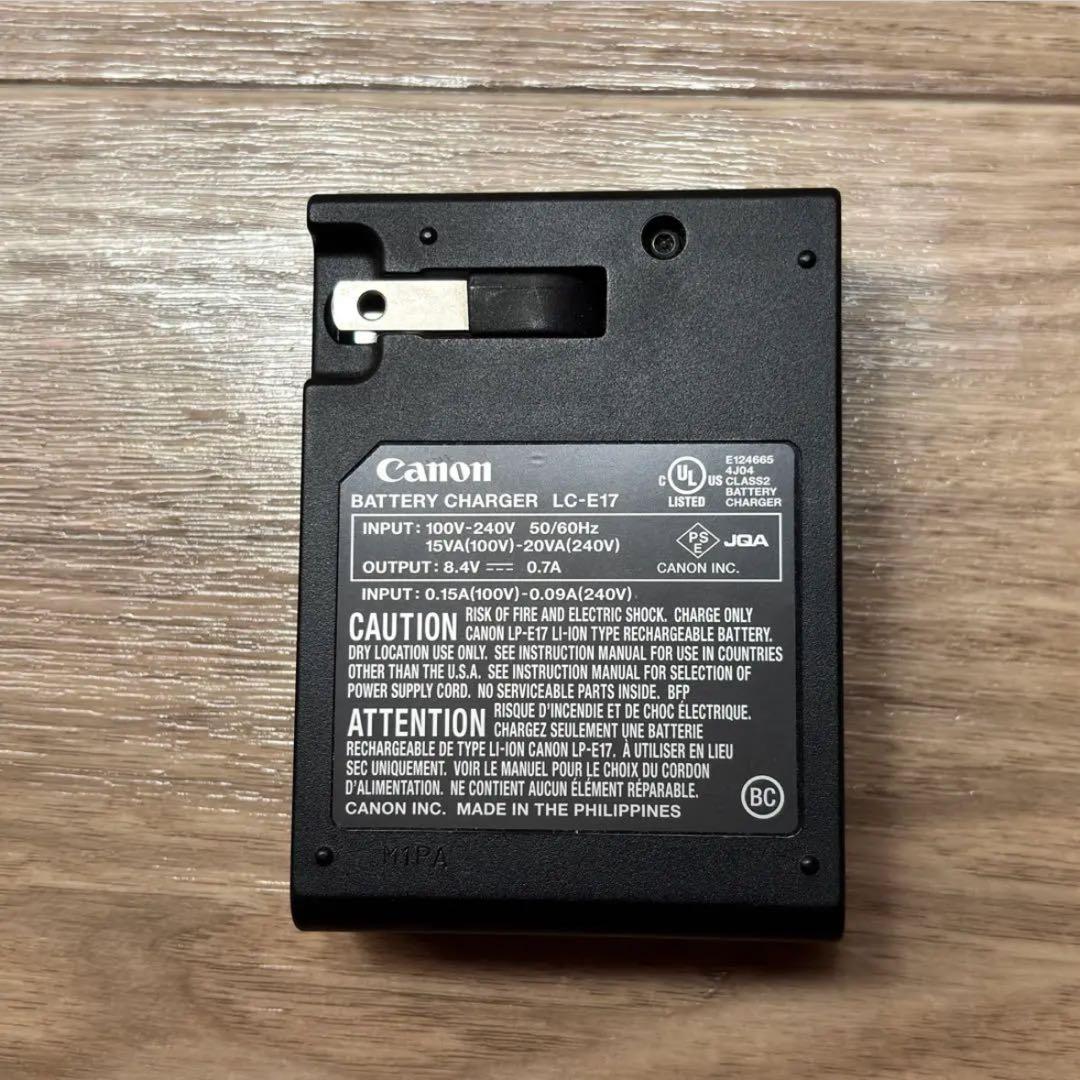 Canon
BATTERY CHARGER LC-E17
C UL US LISTED
E124665
4J04
CLASS2
BATTERY
CHARGER
INPUT: 100V-240V 50/60Hz
15VA(100V)-20VA(240V)
OUTPUT: 8.4V ⎓ 0.7A
PS
E
JQA
CANON INC.
INPUT: 0.15A(100V)-0.09A(240V)
CAUTION RISK OF FIRE AND ELECTRIC SHOCK. CHARGE ONLY
CANON LP-E17 LI-ION TYPE RECHARGEABLE BATTERY.
DRY LOCATION USE ONLY. SEE INSTRUCTION MANUAL FOR USE IN COUNTRIES
OTHER THAN THE U.S.A. SEE INSTRUCTION MANUAL FOR SELECTION OF
POWER SUPPLY CORD. NO SERVICEABLE PARTS INSIDE. BFP
ATTENTION RISQUE D'INCENDIE ET DE CHOC ÉLECTRIQUE.
CHARGEZ SEULEMENT UNE BATTERIE
RECHARGEABLE DE TYPE LI-ION CANON LP-E17. À UTILISER EN LIEU
SEC UNIQUEMENT. VOIR LE MANUEL POUR LE CHOIX DU CORDON
D'ALIMENTATION. NE CONTIENT AUCUN ÉLÉMENT RÉPARABLE.
CANON INC. MADE IN THE PHILIPPINES
BC
M1PA